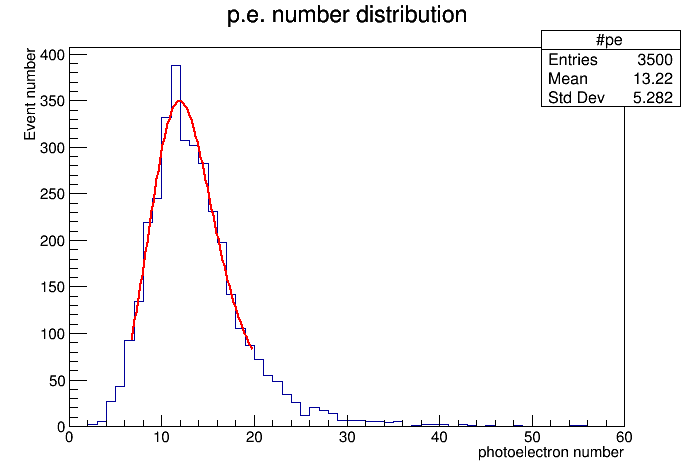 p.e. number distribution
#pe
Entries 3500
Mean 13.22
Std Dev 5.282
Event number
400
350
300
250
200
150
100
50
0
0 10 20 30 40 50 60
photoelectron number